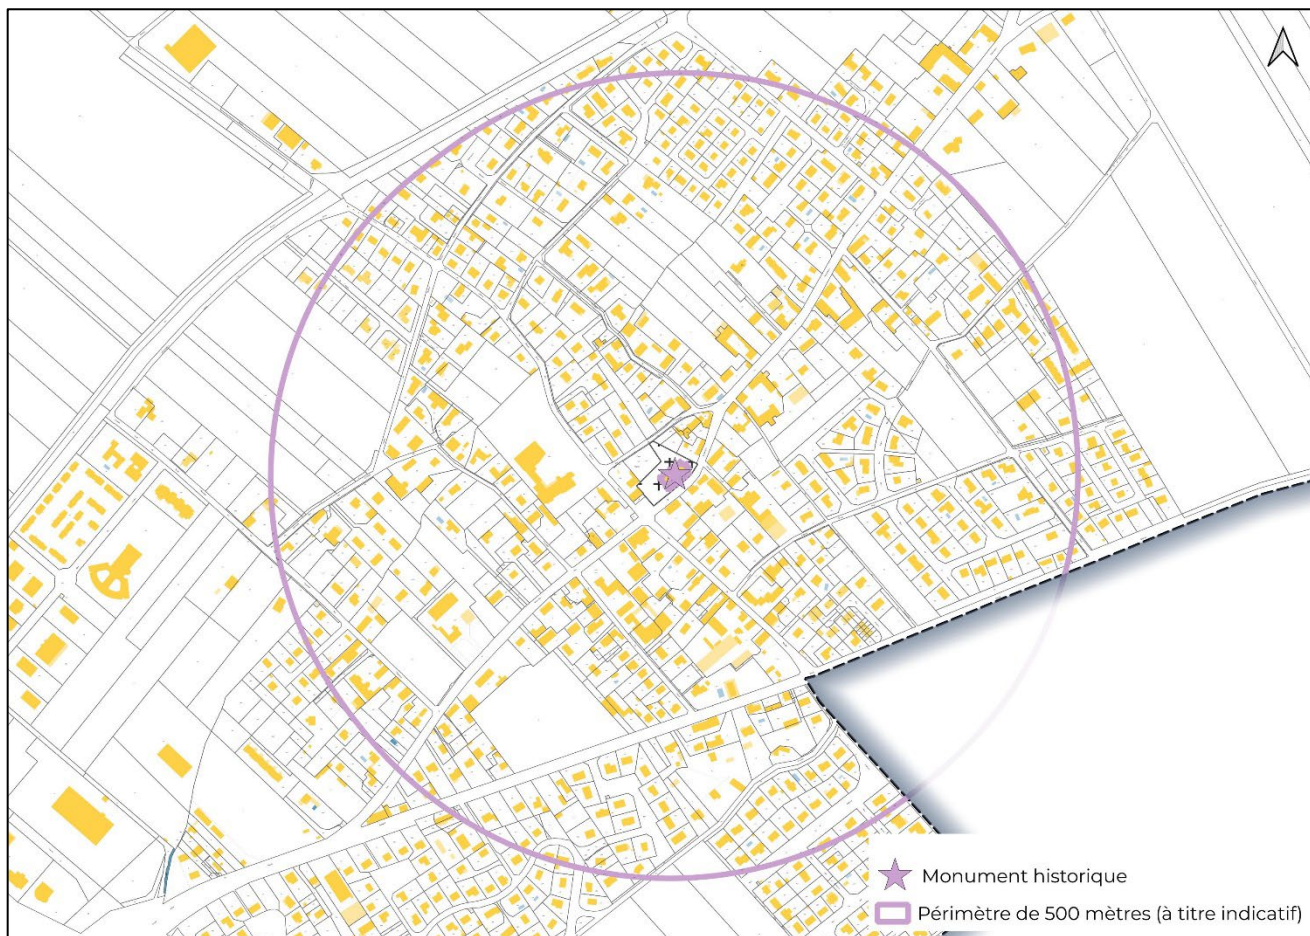 Monument historique
Périmètre de 500 mètres (à titre indicatif)